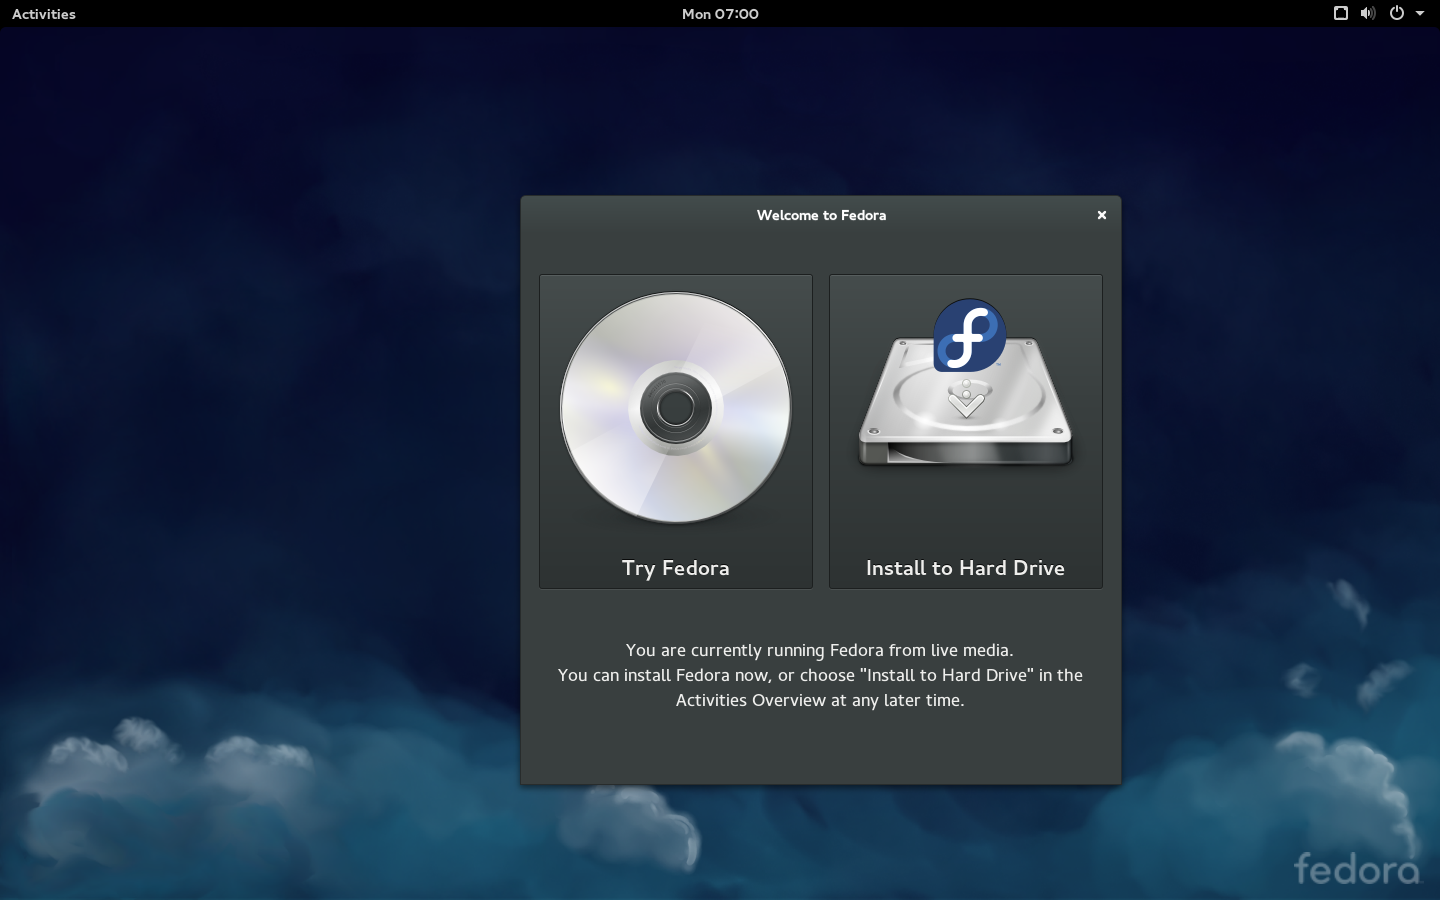 Activities
Mon 07:00
Welcome to Fedora
Try Fedora
Install to Hard Drive
You are currently running Fedora from live media.
You can install Fedora now, or choose "Install to Hard Drive" in the
Activities Overview at any later time.
fedora